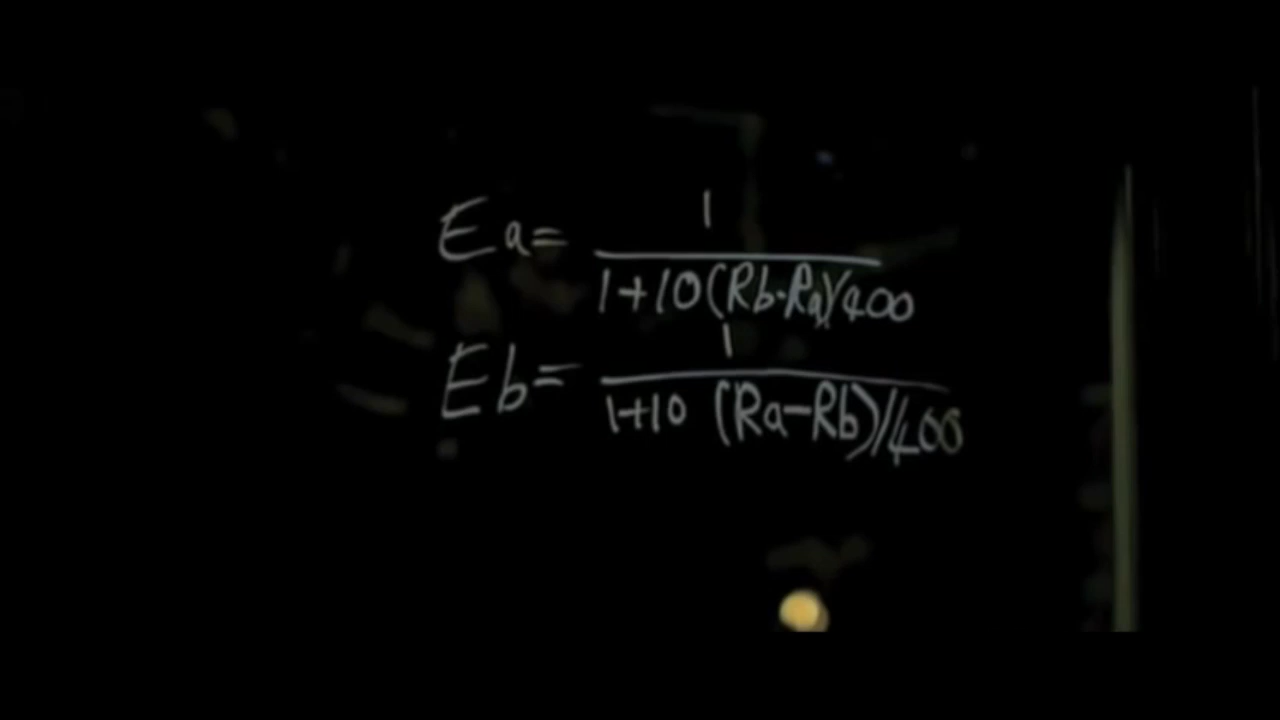 1
Ea=
1+10(Rb-Ra)/400
1
Eb=
1+10 (Ra-Rb)/400